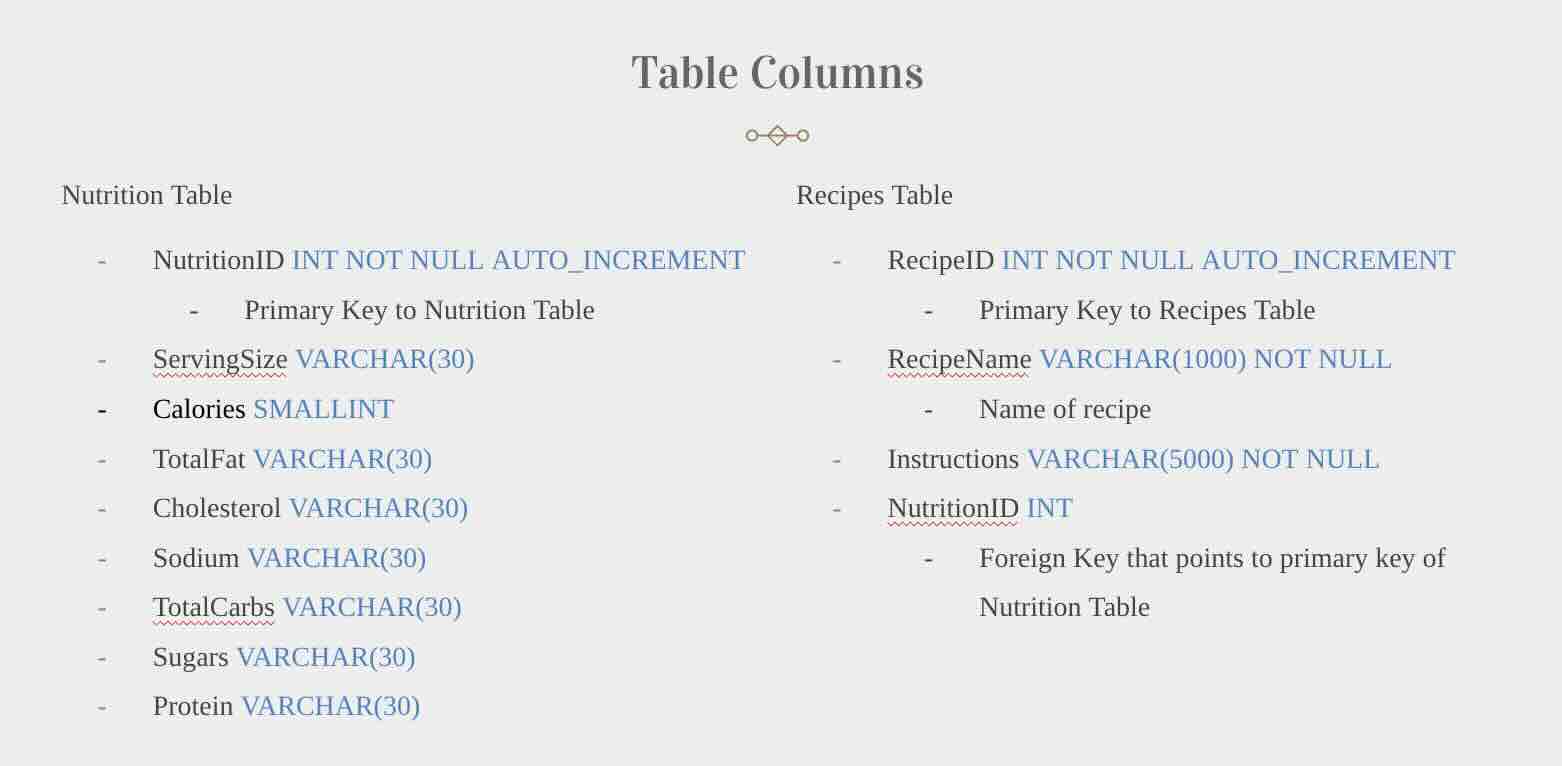 Table Columns
Nutrition Table
- NutritionID INT NOT NULL AUTO_INCREMENT
- Primary Key to Nutrition Table
- ServingSize VARCHAR(30)
- Calories SMALLINT
- TotalFat VARCHAR(30)
- Cholesterol VARCHAR(30)
- Sodium VARCHAR(30)
- TotalCarbs VARCHAR(30)
- Sugars VARCHAR(30)
- Protein VARCHAR(30)
Recipes Table
- RecipeID INT NOT NULL AUTO_INCREMENT
- Primary Key to Recipes Table
- RecipeName VARCHAR(1000) NOT NULL
- Name of recipe
- Instructions VARCHAR(5000) NOT NULL
- NutritionID INT
- Foreign Key that points to primary key of
Nutrition Table